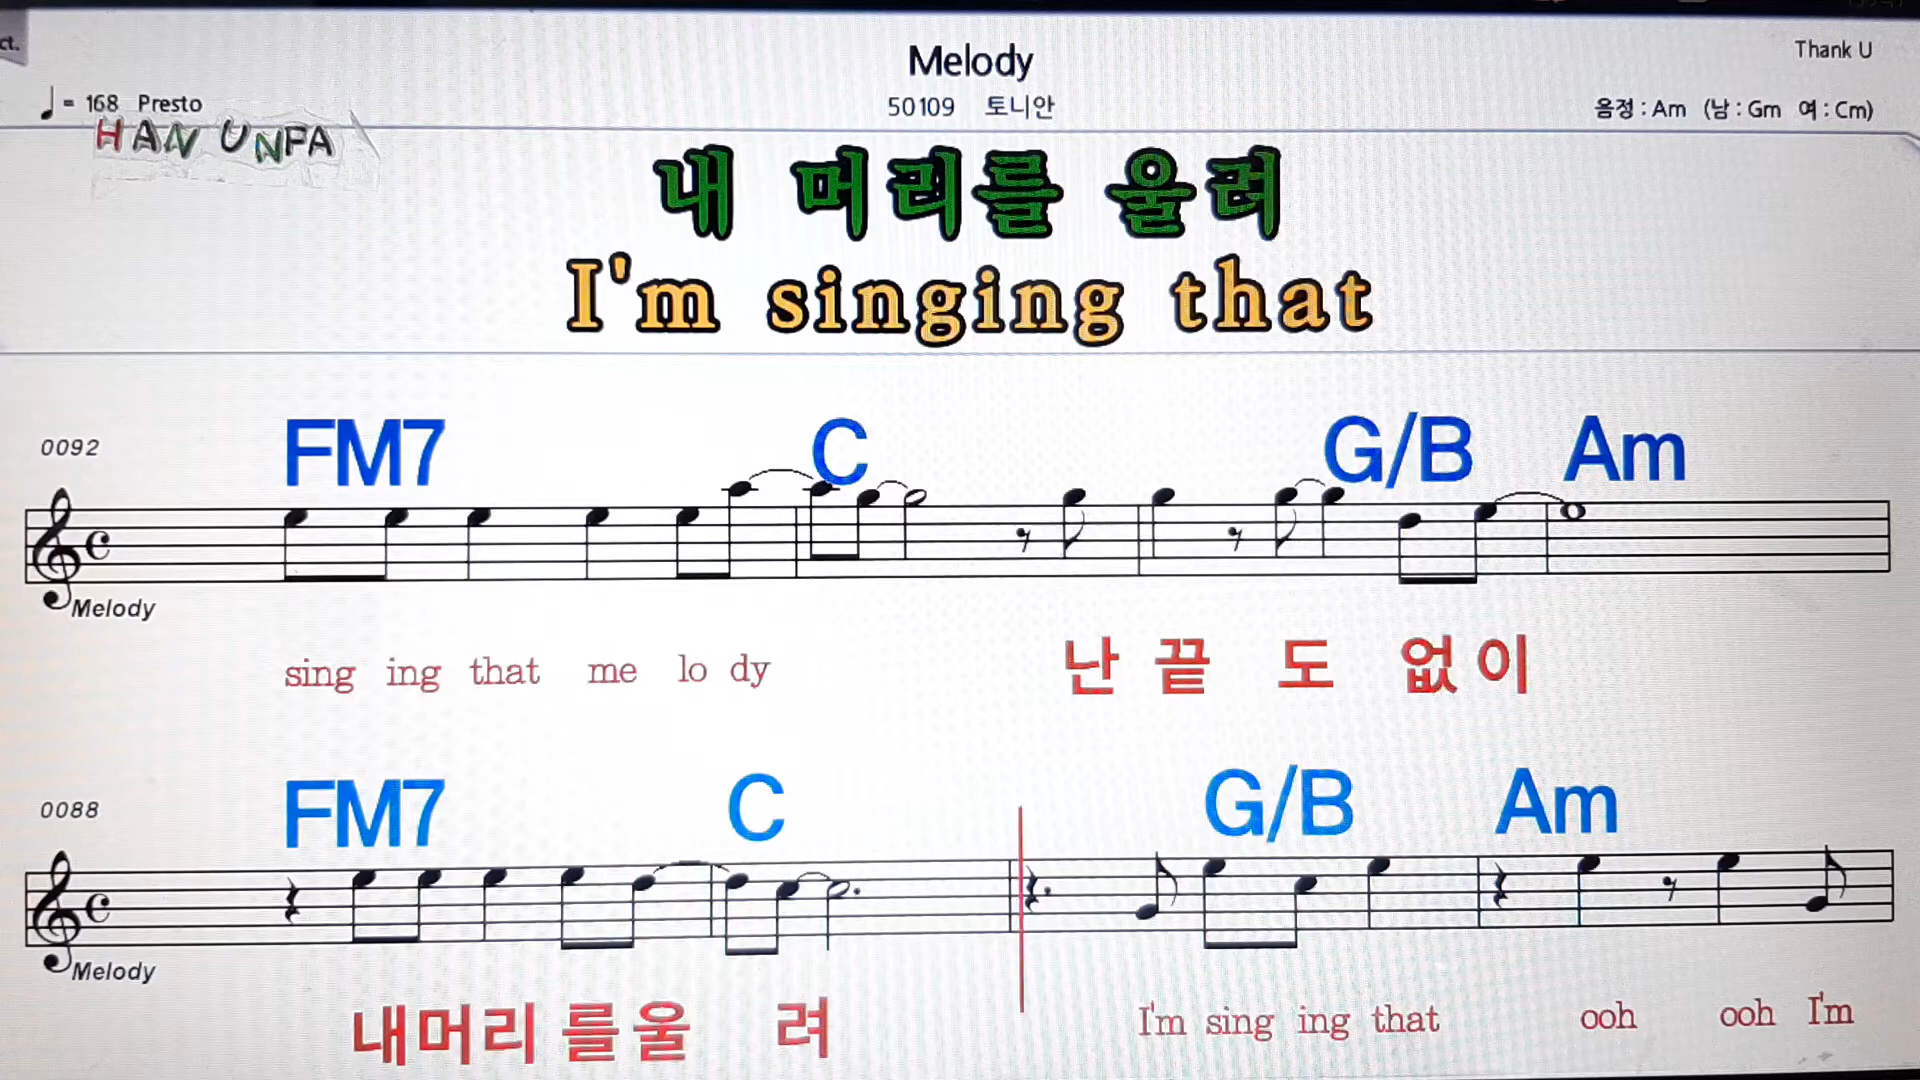 ct.
Melody
Thank U
= 168 Presto
50109 토니안
음정 : Am (남 : Gm 여 : Cm)
HAN UNFA
내 머리를 울려
I'm singing that
0092
FM7 C G/B Am
Melody
sing ing that me lo dy 난 끝 도 없 이
0088
FM7 C G/B Am
Melody
내 머 리 를 울 려 I'm sing ing that ooh ooh I'm